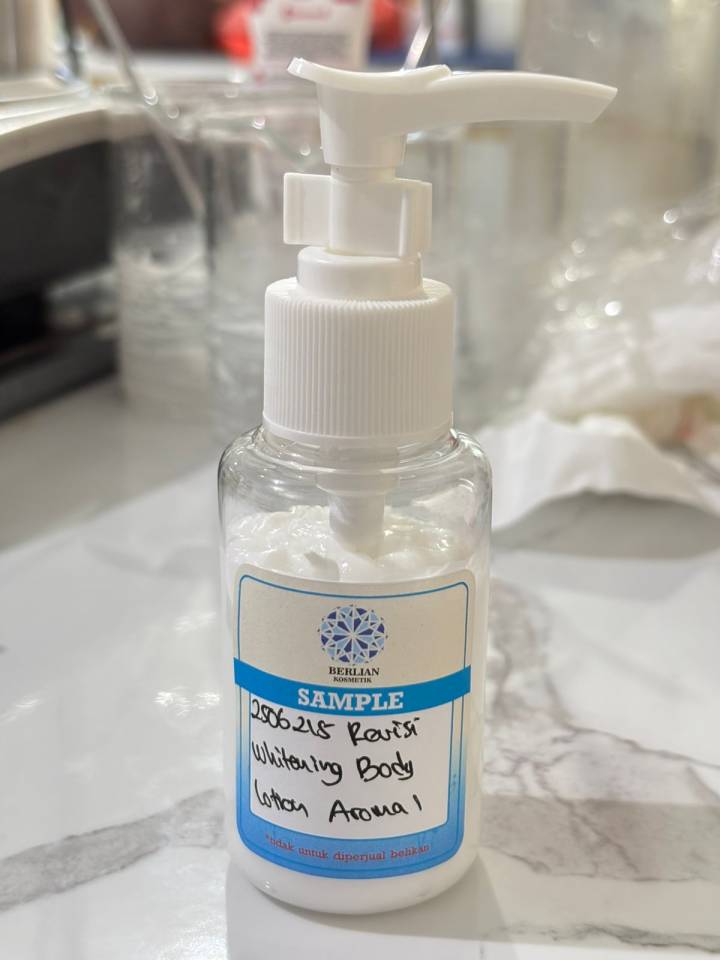 BERLIAN
KOSMETIK
SAMPLE
2506215 Revisi
Whitening Body
Lotion Aroma 1
*tidak untuk diperjual belikan